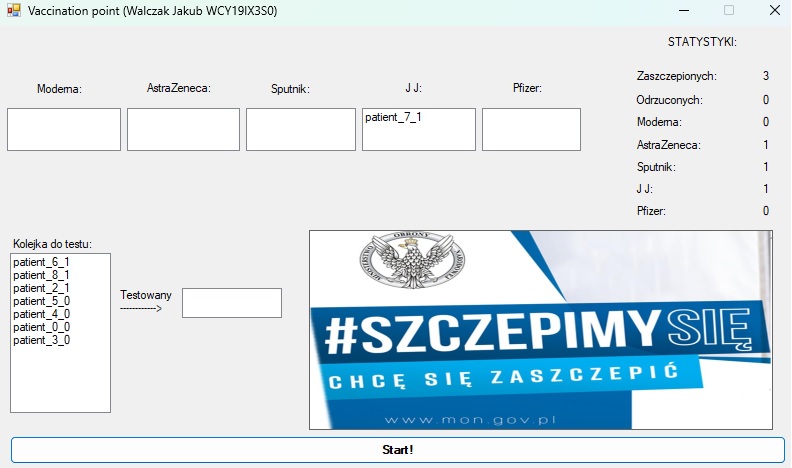 Vaccination point (Walczak Jakub WCY19IX3S0)
STATYSTYKI:
Moderna:
AstraZeneca:
Sputnik:
J J:
Pfizer:
patient_7_1
Zaszczepionych: 3
Odrzuconych: 0
Moderna: 0
AstraZeneca: 1
Sputnik: 1
J J: 1
Pfizer: 0
Kolejka do testu:
patient_6_1
patient_8_1
patient_2_1
patient_5_0
patient_4_0
patient_0_0
patient_3_0
Testowany
------------>
MINISTERSTWO OBRONY NARODOWEJ
#SZCZEPIMYSIĘ
CHCĘ SIĘ ZASZCZEPIĆ
www.mon.gov.pl
Start!